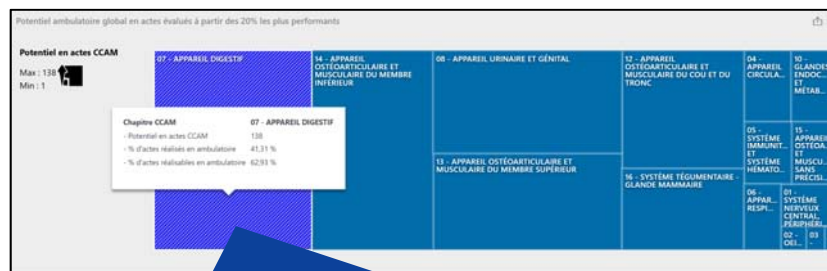 Potentiel ambulatoire global en actes évalués à partir des 20% les plus performants
Potentiel en actes CCAM
Max : 138
Min : 1
07 - APPAREIL DIGESTIF
14 - APPAREIL
OSTÉOARTICULAIRE ET
MUSCULAIRE DU MEMBRE
INFÉRIEUR
08 - APPAREIL URINAIRE ET GÉNITAL
12 - APPAREIL
OSTÉOARTICULAIRE ET
MUSCULAIRE DU COU ET DU
TRONC
04 -
APPAREIL
CIRCULA...
10 -
GLANDES
ENDOC...
ET
MÉTAB...
Chapitre CCAM 07 - APPAREIL DIGESTIF
- Potentiel en actes CCAM 138
- % d'actes réalisés en ambulatoire 41,31 %
- % d'actes réalisables en ambulatoire 62,93 %
13 - APPAREIL OSTÉOARTICULAIRE ET
MUSCULAIRE DU MEMBRE SUPÉRIEUR
16 - SYSTÈME TÉGUMENTAIRE -
GLANDE MAMMAIRE
05 -
SYSTÈME
IMMUNIT...
ET
SYSTÈME
HÉMATO...
15 -
APPAREI
OSTÉOA...
ET
MUSCU...
SANS
PRÉCISI...
06 -
APPAR...
RESPI...
01 -
SYSTÈME
NERVEUX
CENTRAL,
PÉRIPHÉRI...
02 -
OEI...
03
-